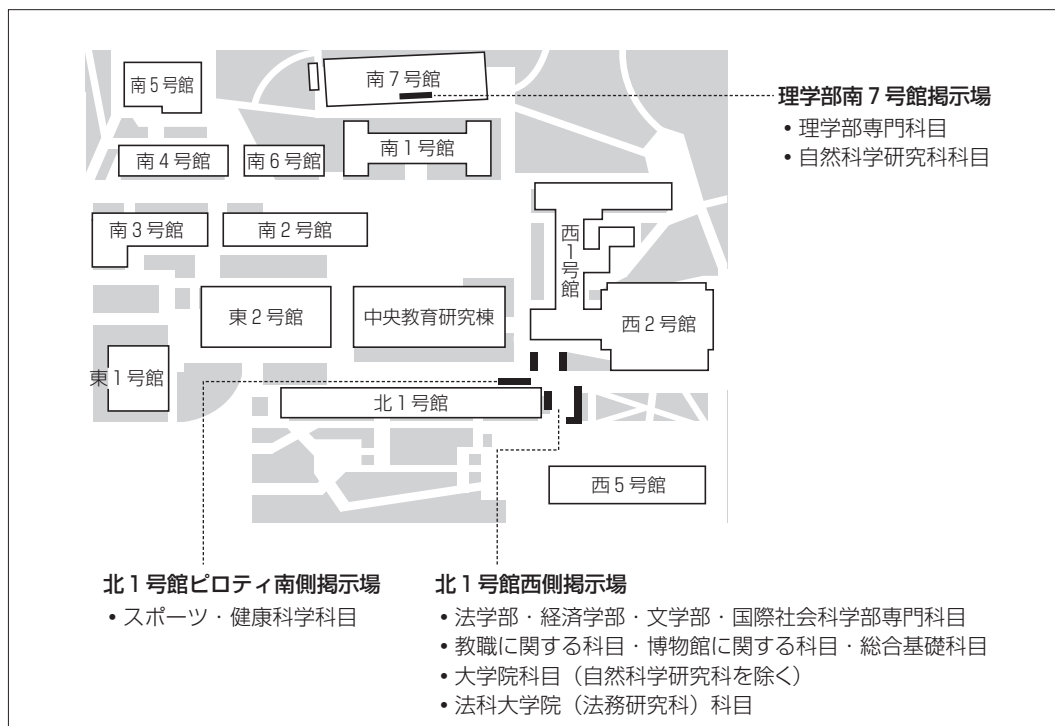 南5号館
南7号館
南4号館
南6号館
南1号館
理学部南7号館掲示場
• 理学部専門科目
• 自然科学研究科科目
南3号館
南2号館
西1号館
東2号館
中央教育研究棟
西2号館
東1号館
北1号館
西5号館
北1号館ピロティ南側掲示場
• スポーツ・健康科学科目
北1号館西側掲示場
• 法学部・経済学部・文学部・国際社会科学部専門科目
• 教職に関する科目・博物館に関する科目・総合基礎科目
• 大学院科目（自然科学研究科を除く）
• 法科大学院（法務研究科）科目